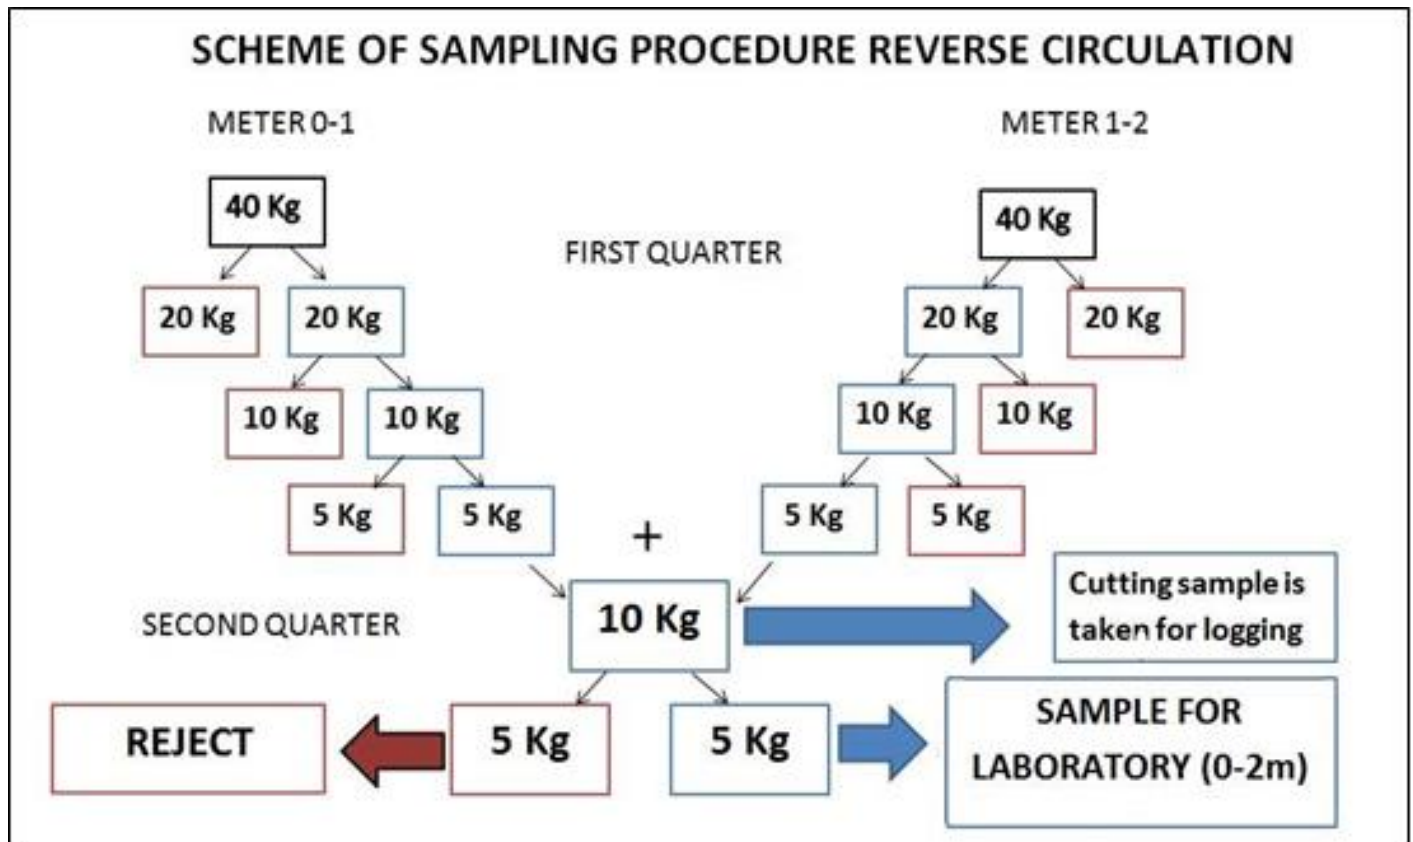 SCHEME OF SAMPLING PROCEDURE REVERSE CIRCULATION
METER 0-1
METER 1-2
40 Kg
40 Kg
FIRST QUARTER
20 Kg
20 Kg
20 Kg
20 Kg
10 Kg
10 Kg
10 Kg
10 Kg
5 Kg
5 Kg
+
5 Kg
5 Kg
Cutting sample is
taken for logging
SECOND QUARTER
10 Kg
REJECT
5 Kg
5 Kg
SAMPLE FOR
LABORATORY (0-2m)